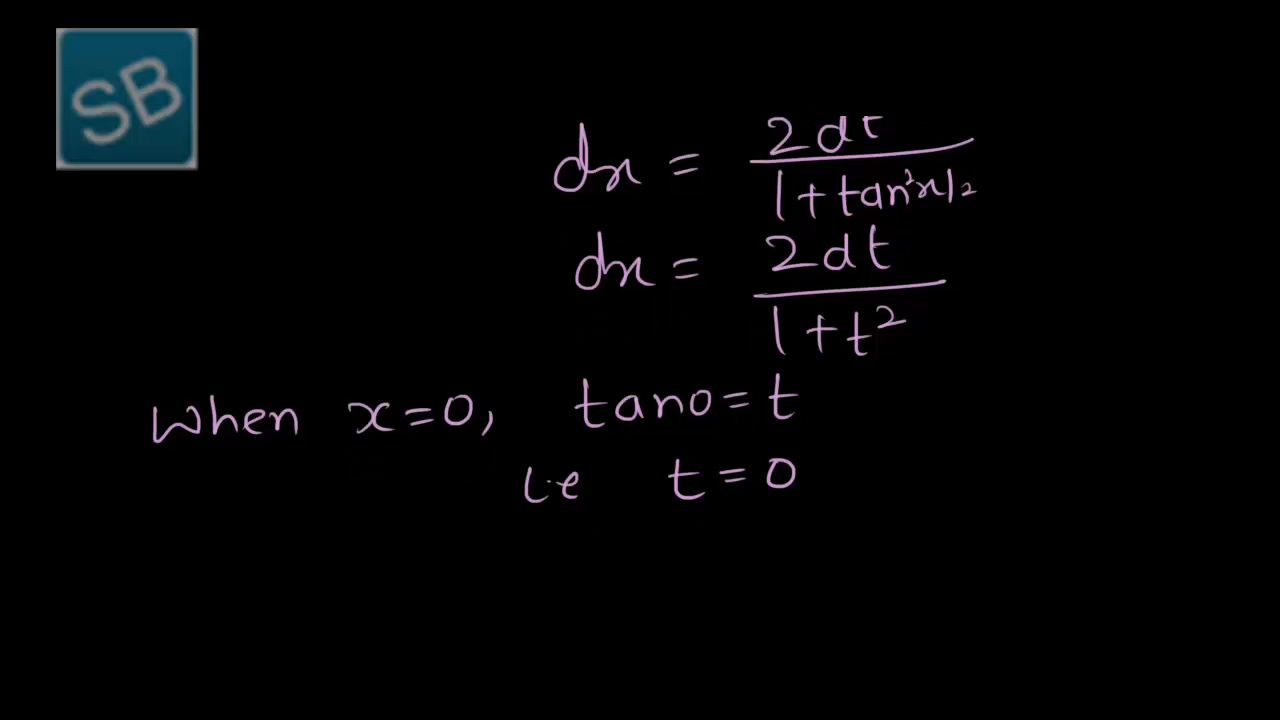 SB
dx = 2dt / 1 + tan²x/2
dx = 2dt / 1 + t²
When x=0, tan0 = t
i.e t = 0